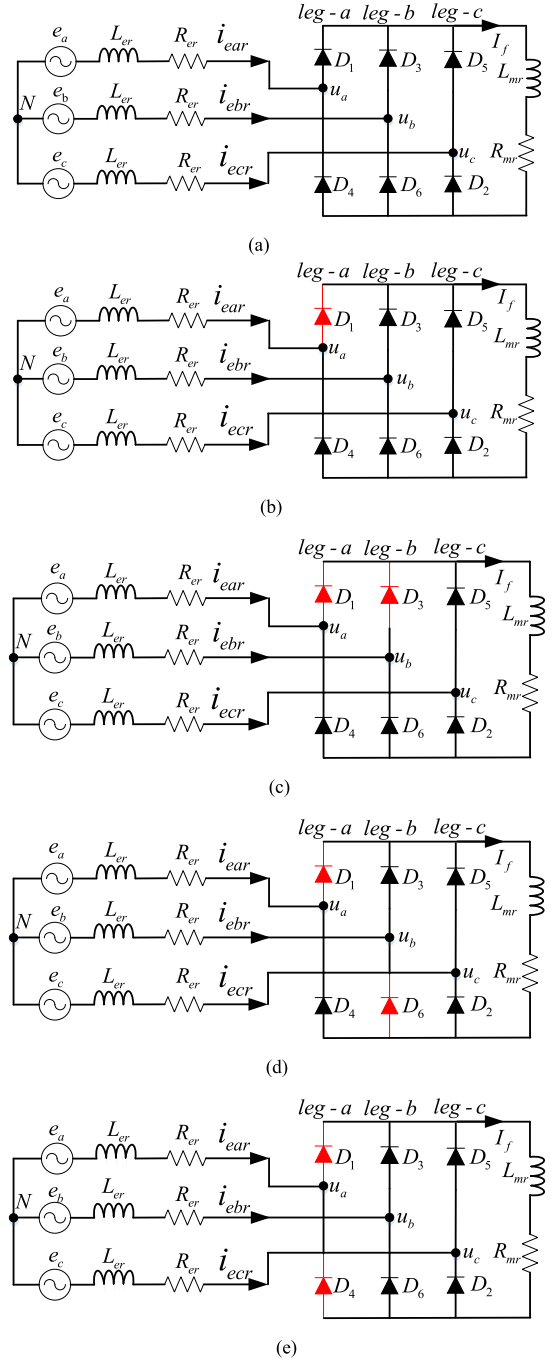 leg-a leg-b leg-c
e_a L_er R_er i_ear D_1 D_3 D_5 I_f L_mr
N e_b L_er R_er i_ebr u_a u_b
e_c L_er R_er i_ecr u_c R_mr
D_4 D_6 D_2
(a)
leg-a leg-b leg-c
e_a L_er R_er i_ear D_1 D_3 D_5 I_f L_mr
N e_b L_er R_er i_ebr u_a u_b
e_c L_er R_er i_ecr u_c R_mr
D_4 D_6 D_2
(b)
leg-a leg-b leg-c
e_a L_er R_er i_ear D_1 D_3 D_5 I_f L_mr
N e_b L_er R_er i_ebr u_a u_b
e_c L_er R_er i_ecr u_c R_mr
D_4 D_6 D_2
(c)
leg-a leg-b leg-c
e_a L_er R_er i_ear D_1 D_3 D_5 I_f L_mr
N e_b L_er R_er i_ebr u_a u_b
e_c L_er R_er i_ecr u_c R_mr
D_4 D_6 D_2
(d)
leg-a leg-b leg-c
e_a L_er R_er i_ear D_1 D_3 D_5 I_f L_mr
N e_b L_er R_er i_ebr u_a u_b
e_c L_er R_er i_ecr u_c R_mr
D_4 D_6 D_2
(e)